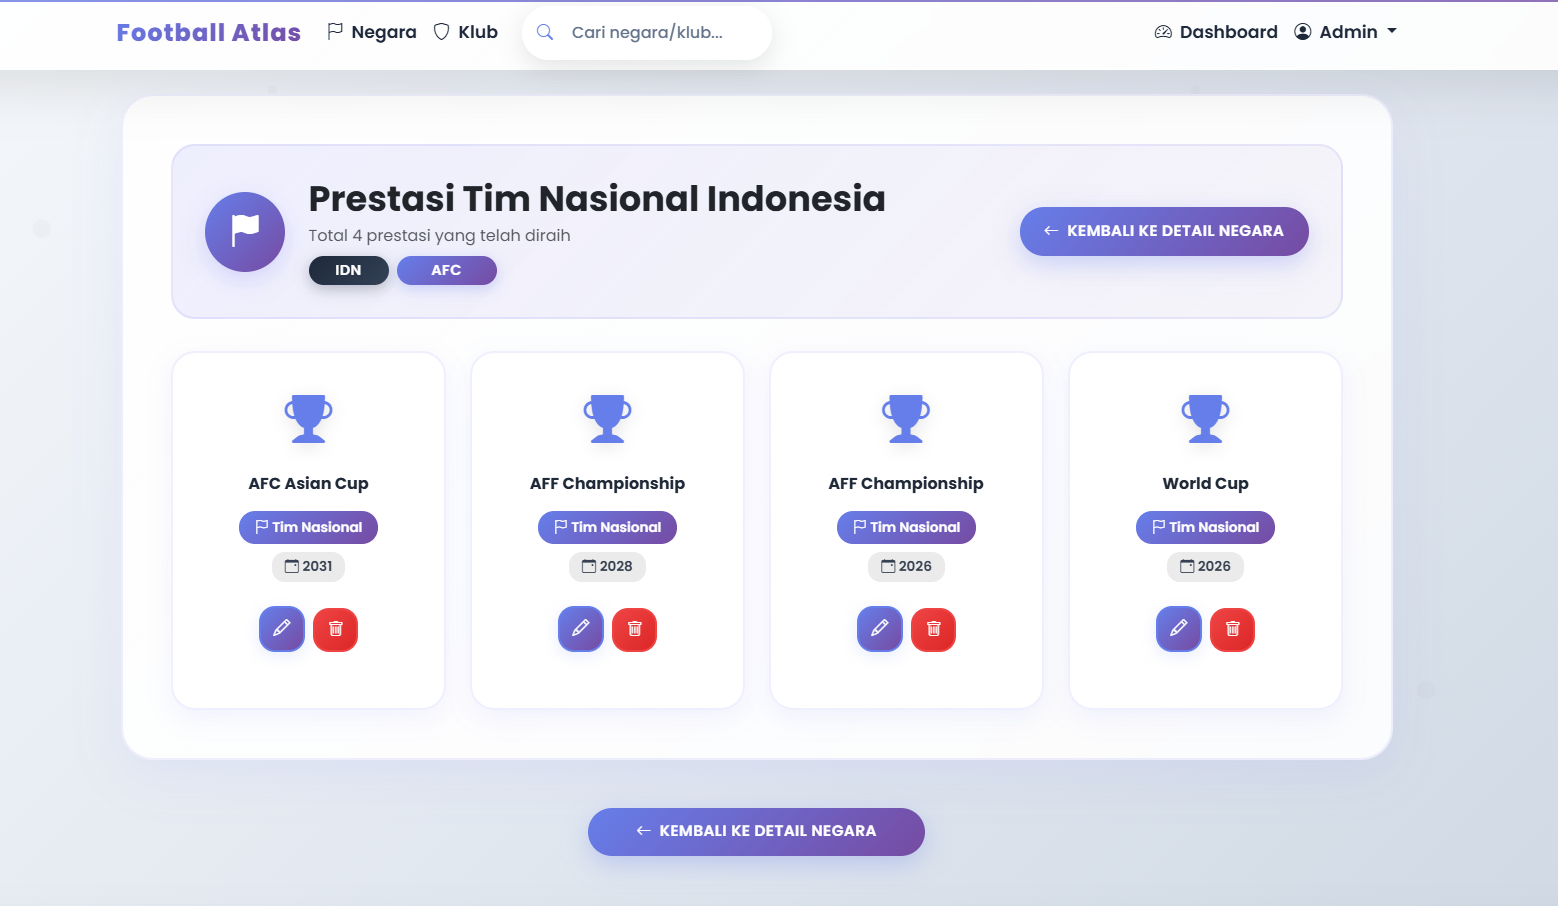 Football Atlas Negara Klub Cari negara/klub... Dashboard Admin
Prestasi Tim Nasional Indonesia
Total 4 prestasi yang telah diraih
IDN AFC
← KEMBALI KE DETAIL NEGARA
AFC Asian Cup
Tim Nasional
2031
AFF Championship
Tim Nasional
2028
AFF Championship
Tim Nasional
2026
World Cup
Tim Nasional
2026
← KEMBALI KE DETAIL NEGARA